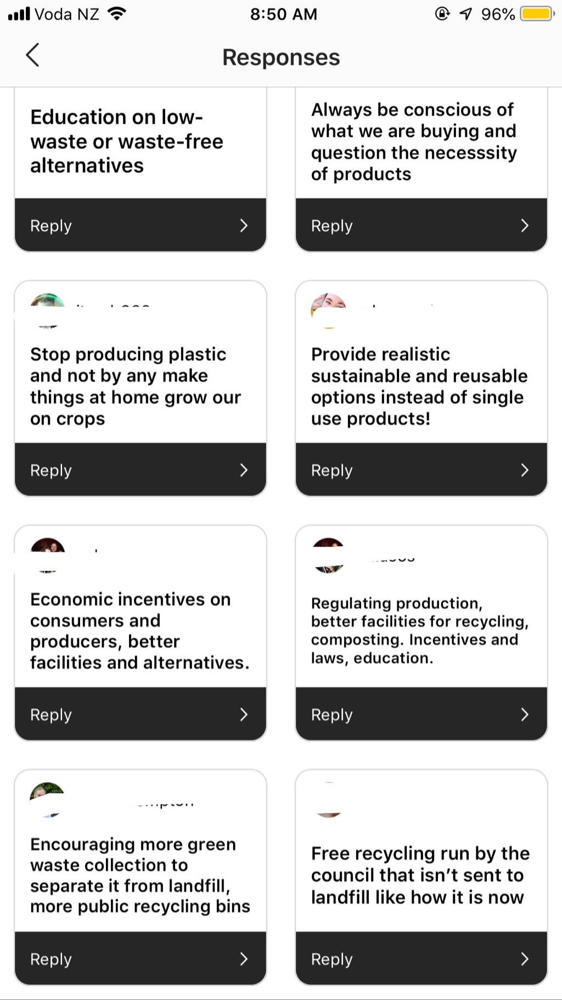 Voda NZ 8:50 AM 96%
Responses
Education on low-
waste or waste-free
alternatives
Reply
Always be conscious of
what we are buying and
question the necesssity
of products
Reply
Stop producing plastic
and not by any make
things at home grow our
on crops
Reply
Provide realistic
sustainable and reusable
options instead of single
use products!
Reply
Economic incentives on
consumers and
producers, better
facilities and alternatives.
Reply
Regulating production,
better facilities for recycling,
composting. Incentives and
laws, education.
Reply
Encouraging more green
waste collection to
separate it from landfill,
more public recycling bins
Reply
Free recycling run by the
council that isn’t sent to
landfill like how it is now
Reply